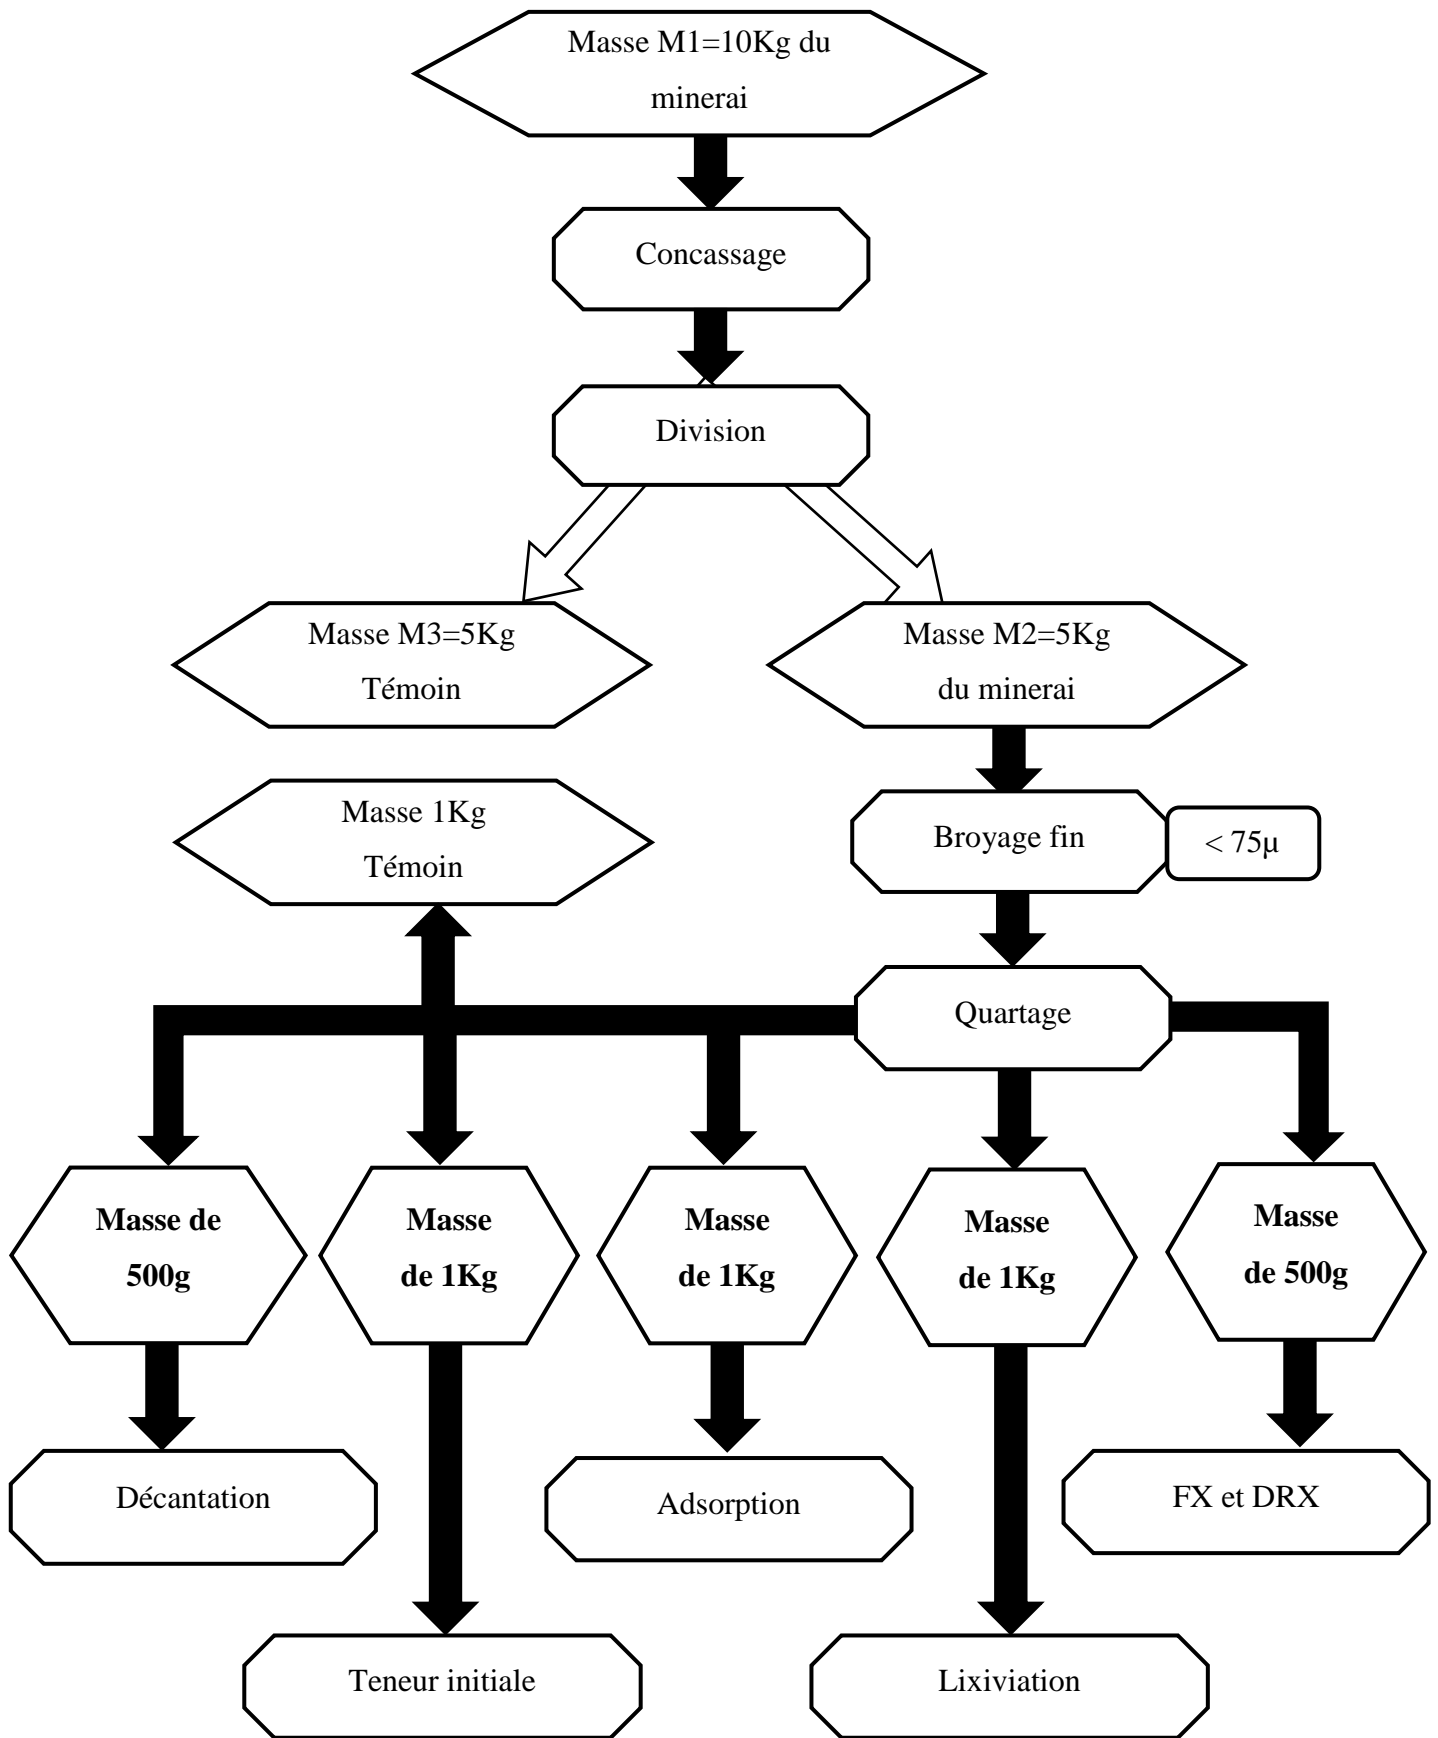 Masse M1=10Kg du
minerai
Concassage
Division
Masse M3=5Kg
Témoin
Masse M2=5Kg
du minerai
Masse 1Kg
Témoin
Broyage fin
< 75µ
Quartage
Masse de
500g
Masse
de 1Kg
Masse
de 1Kg
Masse
de 1Kg
Masse
de 500g
Décantation
Adsorption
FX et DRX
Teneur initiale
Lixiviation